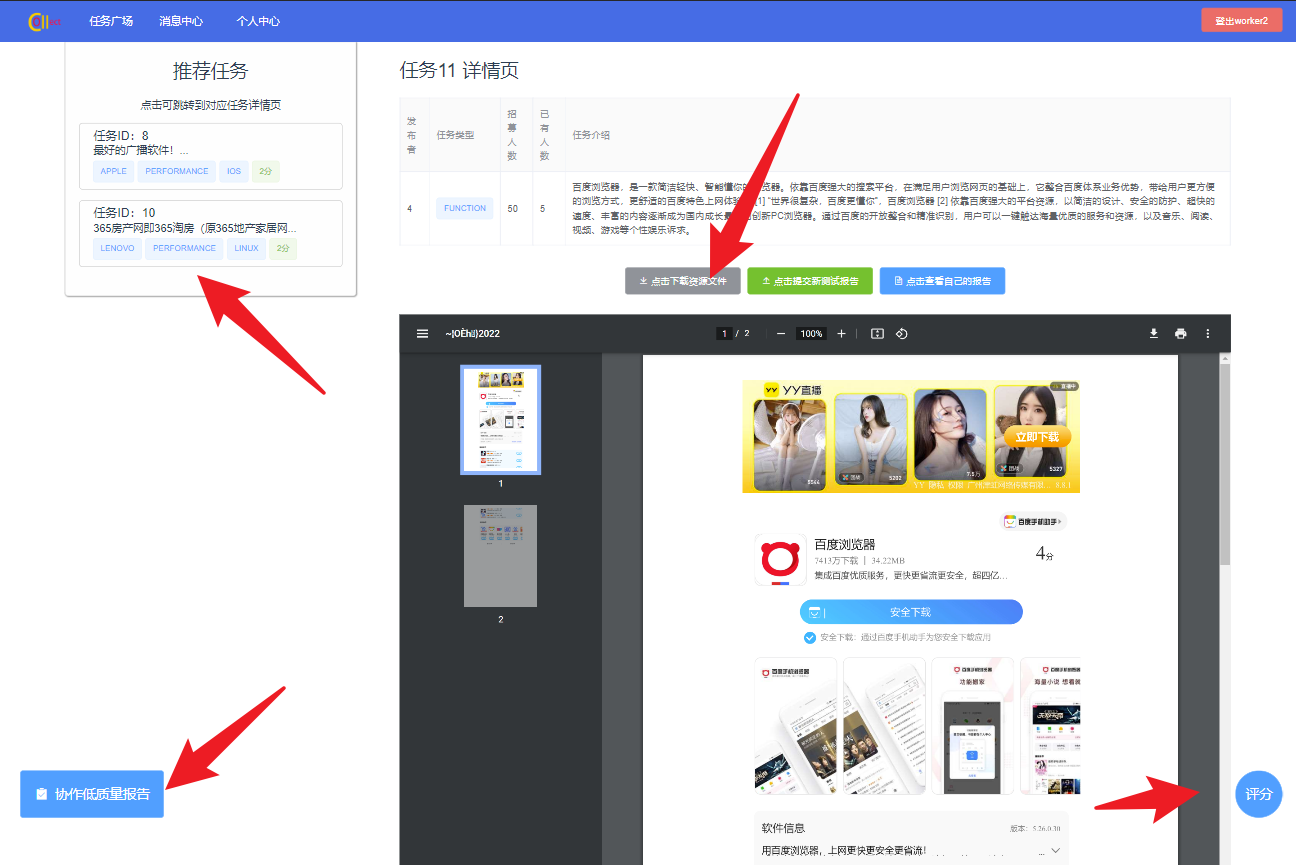 任务广场
消息中心
个人中心
登出worker2
推荐任务
点击可跳转到对应任务详情页
任务ID：8
最好的广播软件！...
APPLE PERFORMANCE IOS 2分
任务ID：10
365房产网即365淘房（原365地产家居网...
LENOVO PERFORMANCE LINUX 2分
协作低质量报告
任务11 详情页
发布者 任务类型 招募人数 已有人数 任务介绍
4 FUNCTION 50 5
百度浏览器，是一款简洁轻快、智能懂你的浏览器。依靠百度强大的搜索平台，在满足用户浏览网页的基础上，它整合百度体系业务优势，带给用户更方便
的浏览方式，更舒适的百度特色上网体验 [1] "世界很复杂，百度更懂你"，百度浏览器 [2] 依靠百度强大的平台资源，以简洁的设计、安全的防护、超快的
速度、丰富的内容逐渐成为国内成长最 创新PC浏览器。通过百度的开放整合和精准识别，用户可以一键触达海量优质的服务和资源，以及音乐、阅读、
视频、游戏等个性娱乐诉求。
点击下载资源文件
点击提交新测试报告
点击查看自己的报告
2022
1 / 2
100%
1
2
YY直播
直播中
立即下载
5544
团战 5202
7.5万
团战 5327
百度手机助手
百度浏览器
7413万下载 | 34.22MB
集成百度优质服务，更快更省流更安全，超四亿...
4分
安全下载
安全下载：通过百度手机助手为您安全下载应用
百度手机浏览器
百度手机浏览器
功能搬家
百度手机浏览器
海量小说 想看就
软件信息
版本：5.26.0.30
用百度浏览器，上网更快更安全更省流！
评分